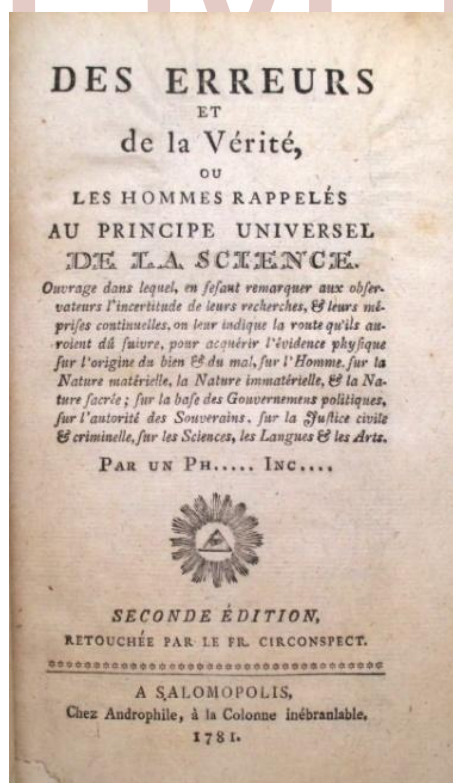 DES ERREURS
ET
de la Vérité,
OU
LES HOMMES RAPPELÉS
AU PRINCIPE UNIVERSEL
DE LA SCIENCE.
Ouvrage dans lequel, en feſant remarquer aux obſer-
vateurs l'incertitude de leurs recherches, & leurs mé-
priſes continuelles, on leur indique la route qu'ils au-
roient dû ſuivre, pour acquérir l'évidence phyſique
ſur l'origine du bien & du mal, ſur l'Homme, ſur la
Nature matérielle, la Nature immatérielle, & la Na-
ture ſacrée ; ſur la baſe des Gouvernemens politiques,
ſur l'autorité des Souverains, ſur la Juſtice civile
& criminelle, ſur les Sciences, les Langues & les Arts.
PAR UN PH..... INC....
SECONDE ÉDITION,
RETOUCHÉE PAR LE FR. CIRCONSPECT.
A SALOMOPOLIS,
Chez Androphile, à la Colonne inébranlable.
1781.